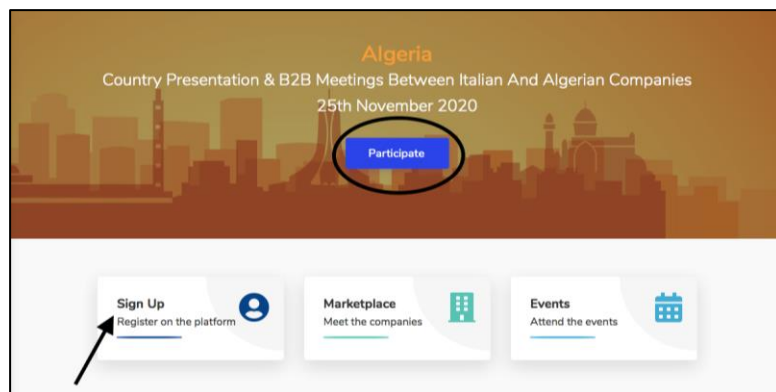 Algeria
Country Presentation & B2B Meetings Between Italian And Algerian Companies
25th November 2020
Participate
Sign Up
Register on the platform
Marketplace
Meet the companies
Events
Attend the events